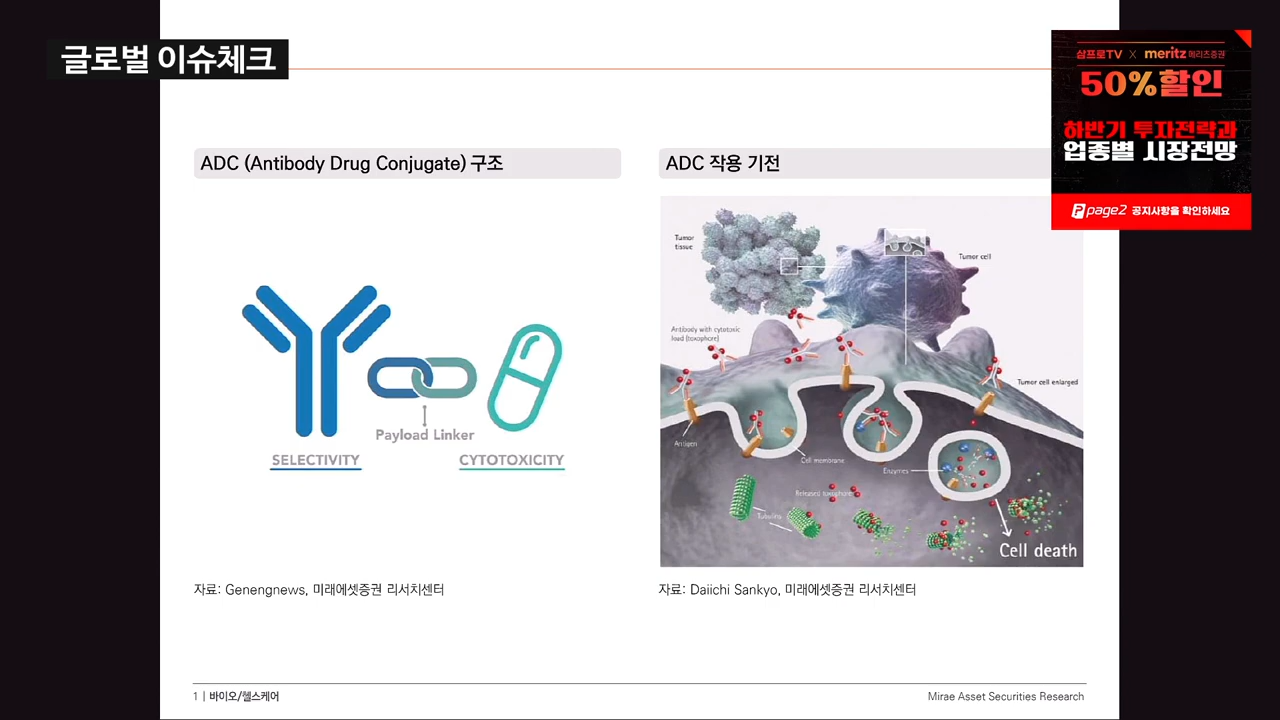 글로벌 이슈체크
삼프로TV X meritz 메리츠증권
50%할인
하반기 투자전략과
업종별 시장전망
page2 공지사항을 확인하세요
ADC (Antibody Drug Conjugate) 구조
Payload Linker
SELECTIVITY
CYTOTOXICITY
자료: Genengnews, 미래에셋증권 리서치센터
ADC 작용 기전
Tumor
tissue
Tumor cell
Antibody with cytotoxic
load (toxophore)
Tumor cell enlarged
Antigen
Cell membrane
Enzymes
Released toxophore
Tubulins
Cell death
자료: Daiichi Sankyo, 미래에셋증권 리서치센터
1 | 바이오/헬스케어
Mirae Asset Securities Research